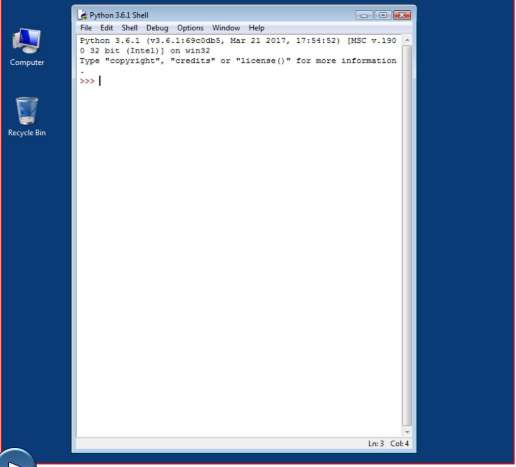 Python 3.6.1 Shell
File Edit Shell Debug Options Window Help
Python 3.6.1 (v3.6.1:69c0db5, Mar 21 2017, 17:54:52) [MSC v.190
0 32 bit (Intel)] on win32
Type "copyright", "credits" or "license()" for more information
.
>>>
Computer
Recycle Bin
Ln: 3 Col: 4